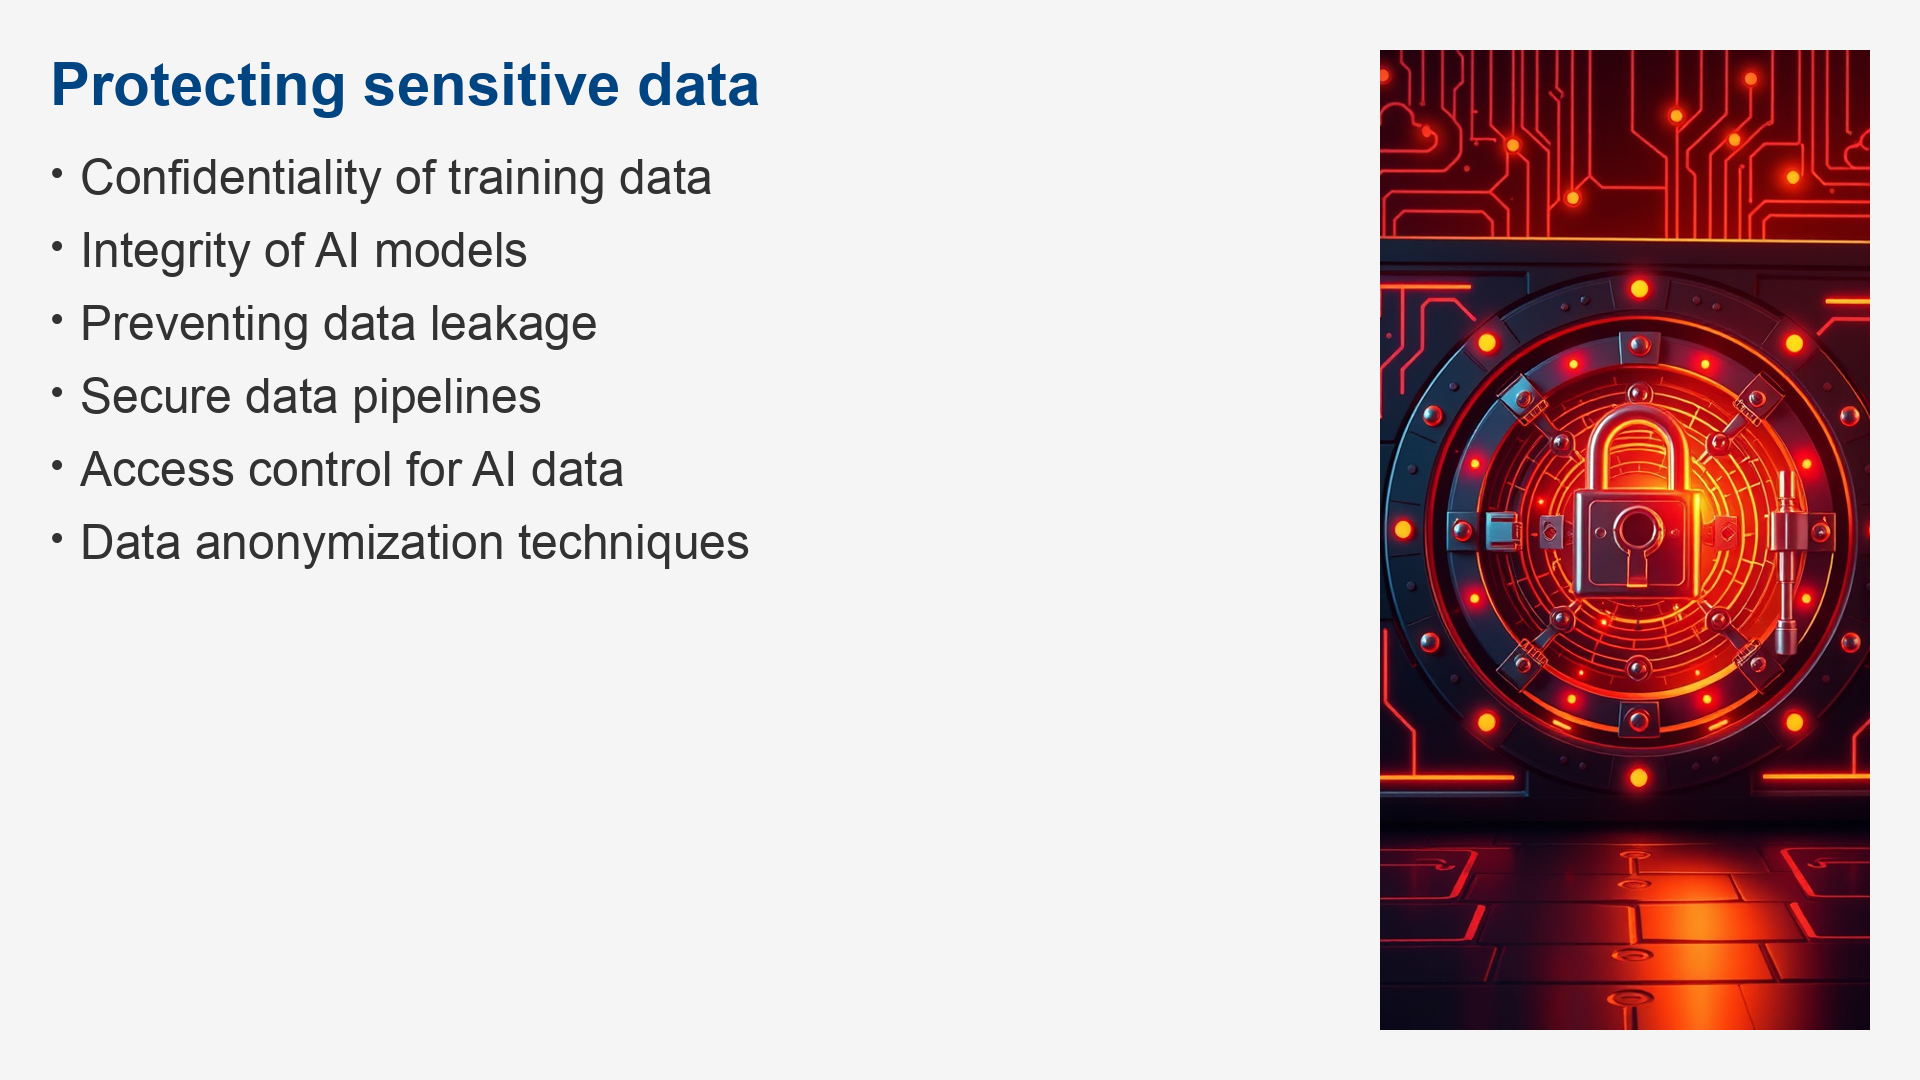 Protecting sensitive data
• Confidentiality of training data
• Integrity of AI models
• Preventing data leakage
• Secure data pipelines
• Access control for AI data
• Data anonymization techniques